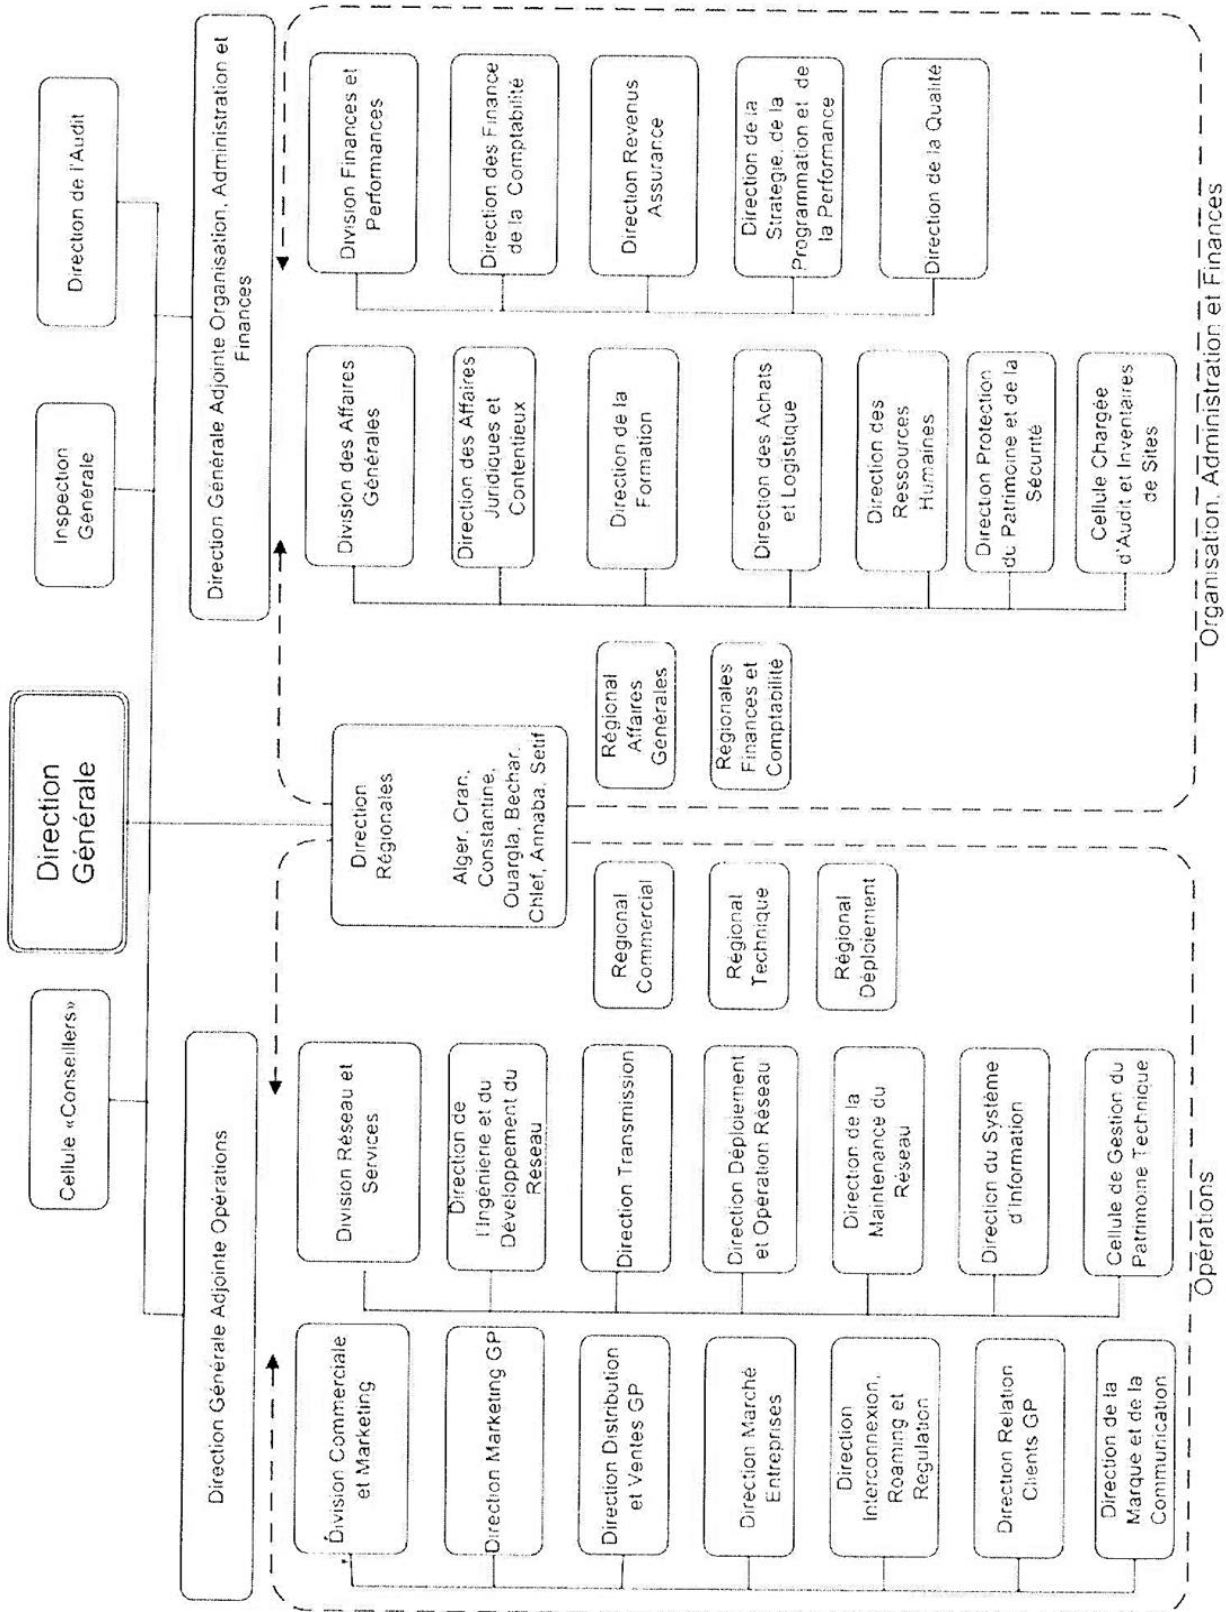 Direction
Générale
Cellule «Conseillers»
Inspection
Générale
Direction de l'Audit
Direction Générale Adjointe Opérations
Direction Générale Adjointe Organisation, Administration et
Finances
Division Commerciale
et Marketing
Direction Marketing GP
Direction Distribution
et Ventes GP
Direction Marché
Entreprises
Direction
Interconnexion,
Roaming et
Regulation
Direction Relation
Clients GP
Direction de la
Marque et de la
Communication
Division Réseau et
Services
Direction de
l'Ingénierie et du
Développement du
Réseau
Direction Transmission
Direction Déploiement
et Opération Réseau
Direction de la
Maintenance du
Réseau
Direction du Système
d'Information
Cellule de Gestion du
Patrimoine Technique
Opérations
Direction
Régionales
Alger, Oran,
Constantine,
Ouargla, Bechar,
Chlef, Annaba, Setif
Régional
Commercial
Régional
Technique
Régional
Déploiement
Régional
Affaires
Générales
Régionales
Finances et
Comptabilité
Division des Affaires
Générales
Direction des Affaires
Juridiques et
Contentieux
Direction de la
Formation
Direction des Achats
et Logistique
Direction des
Ressources
Humaines
Direction Protection
du Patrimoine et de la
Sécurité
Cellule Chargée
d'Audit et Inventaires
de Sites
Division Finances et
Performances
Direction des Finance
de la Comptabilité
Direction Revenus
Assurance
Direction de la
Stratégie, de la
Programmation et de
la Performance
Direction de la Qualité
Organisation, Administration et Finances